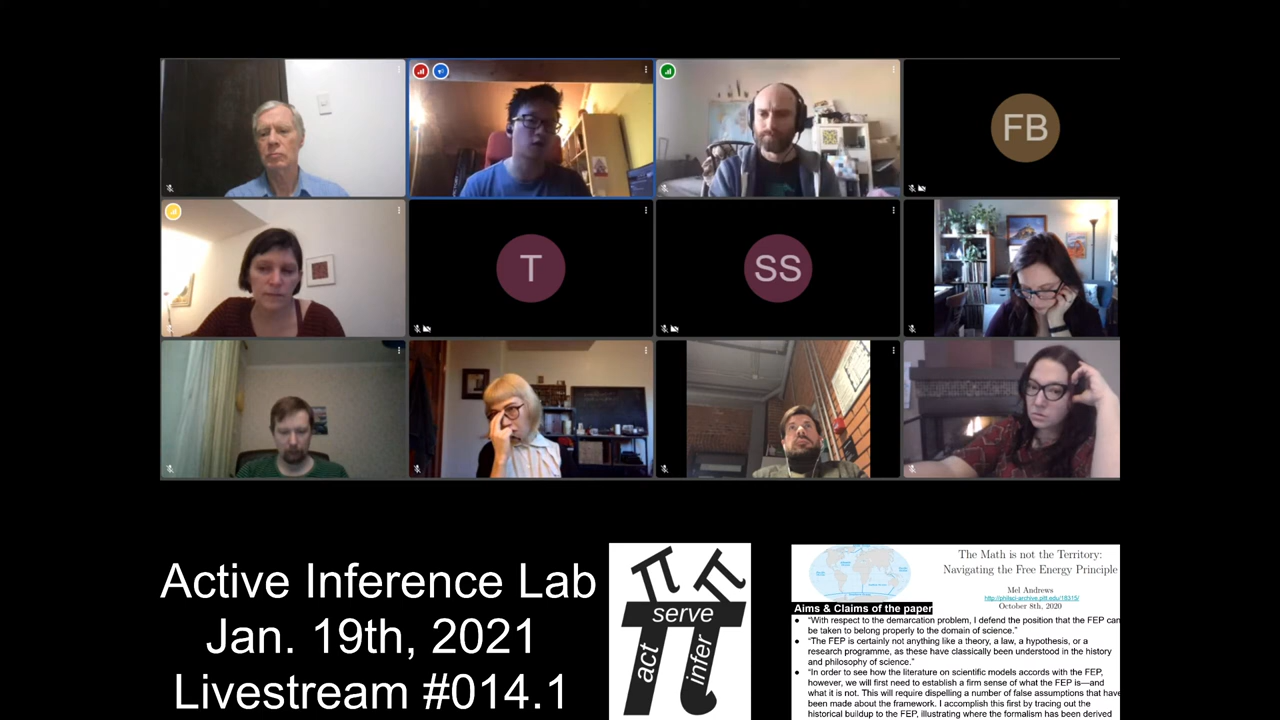 FB
T
SS
Active Inference Lab
Jan. 19th, 2021
Livestream #014.1
serve
act
infer
The Math is not the Territory:
Navigating the Free Energy Principle
Mel Andrews
http://philsci-archive.pitt.edu/18315/
October 8th, 2020
Aims & Claims of the paper
• "With respect to the demarcation problem, I defend the position that the FEP can
be taken to belong properly to the domain of science."
• "The FEP is certainly not anything like a theory, a law, a hypothesis, or a
research programme, as these have classically been understood in the history
and philosophy of science."
• "In order to see how the literature on scientific models accords with the FEP,
however, we will first need to establish a firm sense of what the FEP is—and
what it is not. This will require dispelling a number of false assumptions that have
been made about the framework. I accomplish this first by tracing out the
historical buildup to the FEP, illustrating where the formalism has been derived